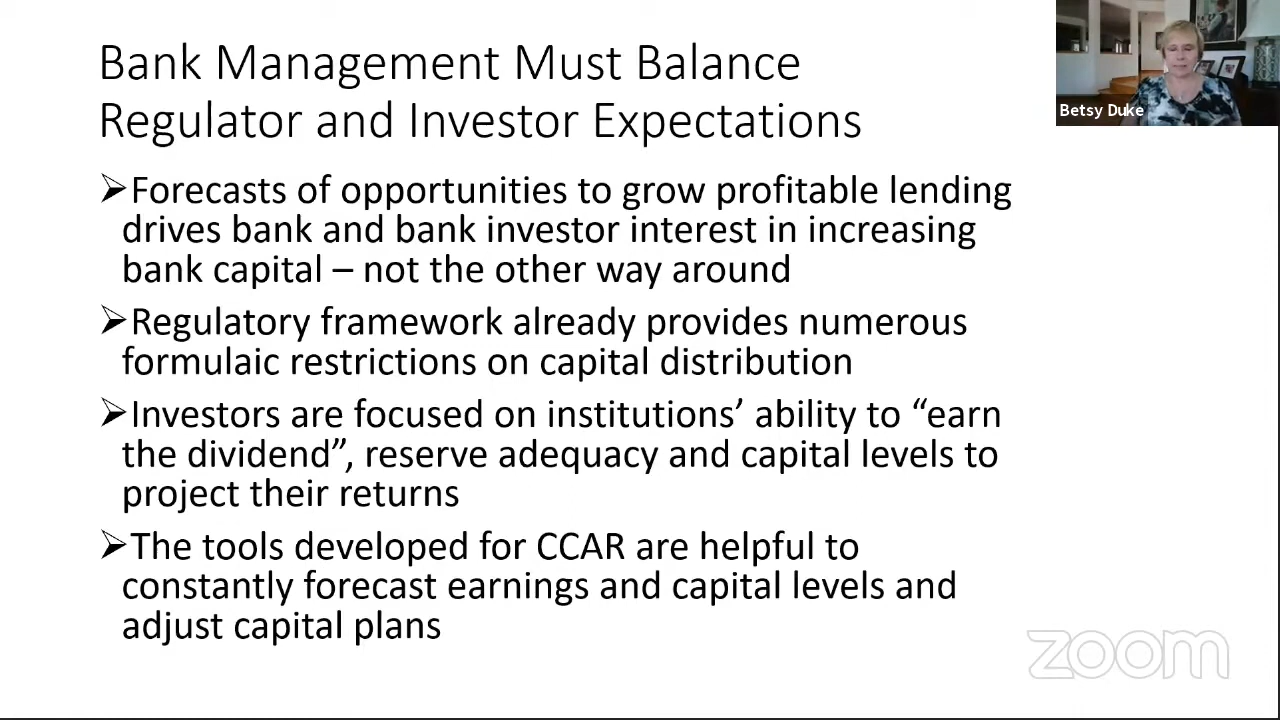 Bank Management Must Balance
Regulator and Investor Expectations
Betsy Duke
➢Forecasts of opportunities to grow profitable lending
drives bank and bank investor interest in increasing
bank capital – not the other way around
➢Regulatory framework already provides numerous
formulaic restrictions on capital distribution
➢Investors are focused on institutions’ ability to “earn
the dividend”, reserve adequacy and capital levels to
project their returns
➢The tools developed for CCAR are helpful to
constantly forecast earnings and capital levels and
adjust capital plans
zoom